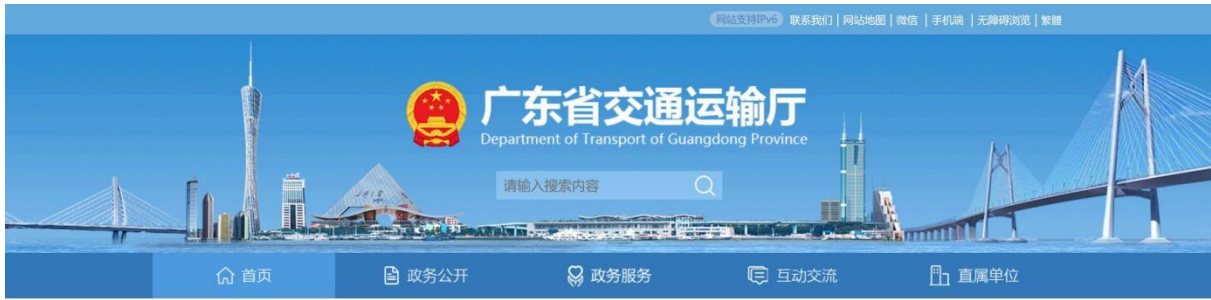 网站支持IPv6 联系我们 | 网站地图 | 微信 | 手机端 | 无障碍浏览 | 繁體
广东省交通运输厅
Department of Transport of Guangdong Province
请输入搜索内容
首页 政务公开 政务服务 互动交流 直属单位